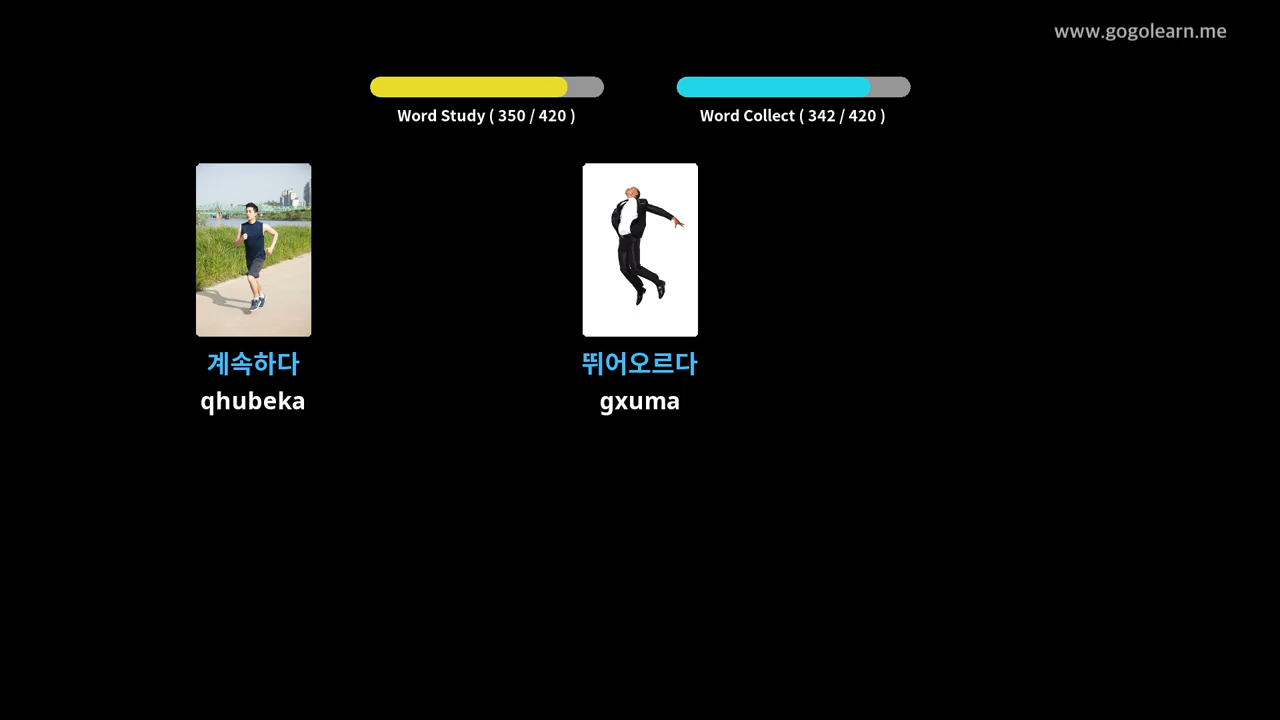 www.gogolearn.me
Word Study ( 350 / 420 )
Word Collect ( 342 / 420 )
계속하다
qhubeka
뛰어오르다
gxuma